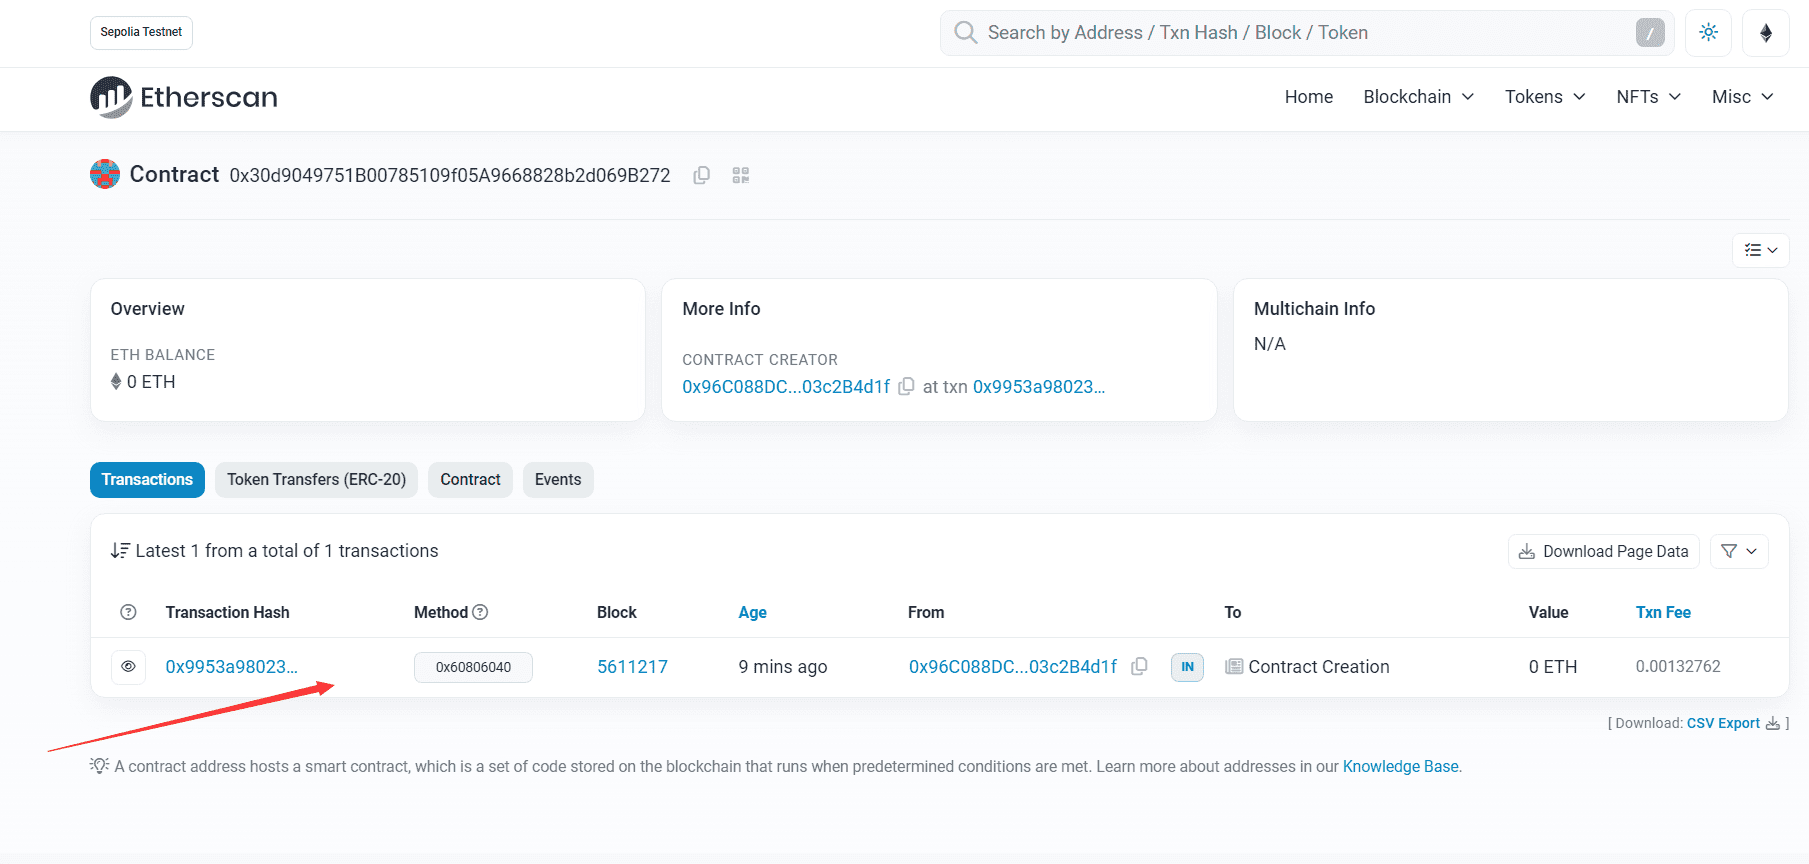 Sepolia Testnet
Search by Address / Txn Hash / Block / Token
/
Etherscan
Home Blockchain Tokens NFTs Misc
Contract 0x30d9049751B00785109f05A9668828b2d069B272
Overview
ETH BALANCE
0 ETH
More Info
CONTRACT CREATOR
0x96C088DC...03c2B4d1f at txn 0x9953a98023...
Multichain Info
N/A
Transactions Token Transfers (ERC-20) Contract Events
Latest 1 from a total of 1 transactions
Download Page Data
Transaction Hash Method Block Age From To Value Txn Fee
0x9953a98023... 0x60806040 5611217 9 mins ago 0x96C088DC...03c2B4d1f IN Contract Creation 0 ETH 0.00132762
[ Download: CSV Export ]
A contract address hosts a smart contract, which is a set of code stored on the blockchain that runs when predetermined conditions are met. Learn more about addresses in our Knowledge Base.